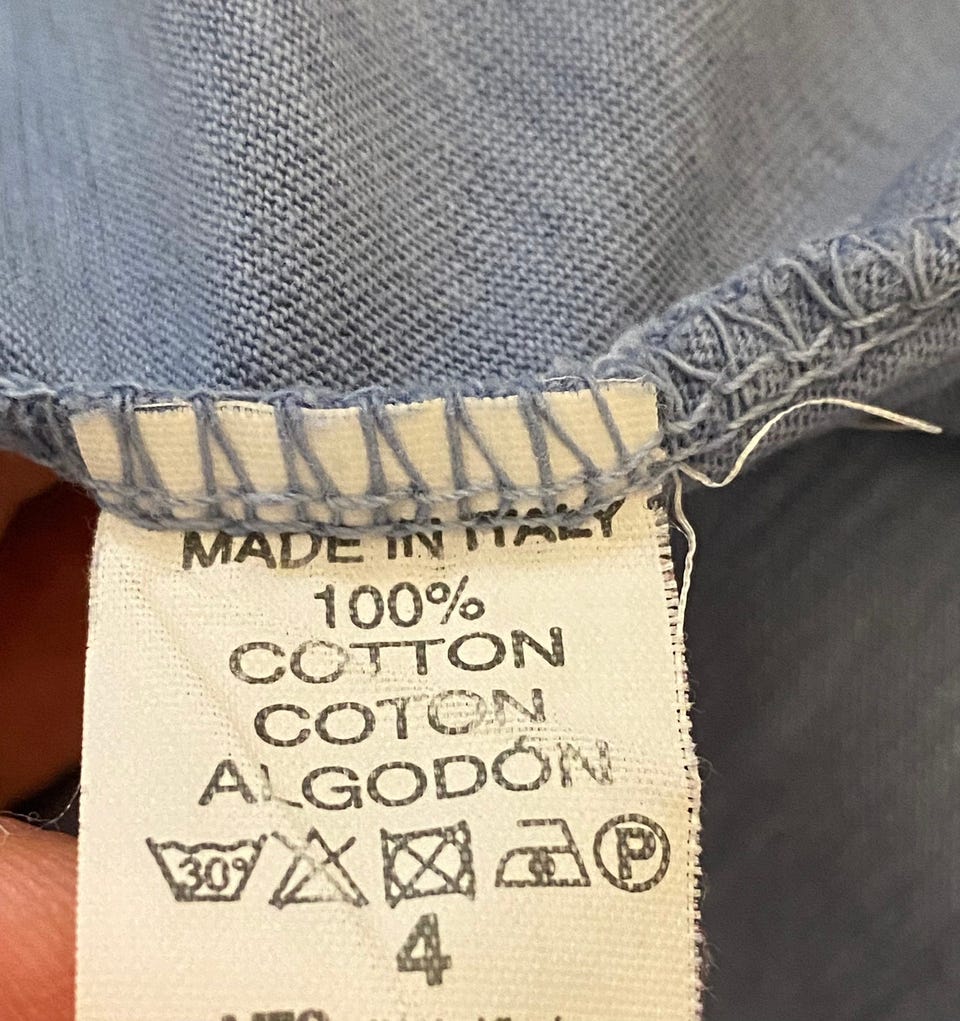 MADE IN ITALY
100%
COTTON
COTON
ALGODÓN
30° P
4